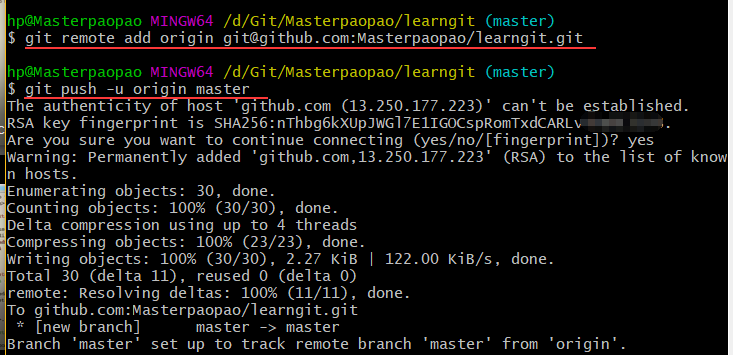 hp@Masterpaopao MINGW64 /d/Git/Masterpaopao/learngit (master)
$ git remote add origin git@github.com:Masterpaopao/learngit.git
hp@Masterpaopao MINGW64 /d/Git/Masterpaopao/learngit (master)
$ git push -u origin master
The authenticity of host 'github.com (13.250.177.223)' can't be established.
RSA key fingerprint is SHA256:nThbg6kXUpJWGl7E1IGOCspRomTxdCARLv
Are you sure you want to continue connecting (yes/no/[fingerprint])? yes
Warning: Permanently added 'github.com,13.250.177.223' (RSA) to the list of know
n hosts.
Enumerating objects: 30, done.
Counting objects: 100% (30/30), done.
Delta compression using up to 4 threads
Compressing objects: 100% (23/23), done.
Writing objects: 100% (30/30), 2.27 KiB | 122.00 KiB/s, done.
Total 30 (delta 11), reused 0 (delta 0)
remote: Resolving deltas: 100% (11/11), done.
To github.com:Masterpaopao/learngit.git
 * [new branch]      master -> master
Branch 'master' set up to track remote branch 'master' from 'origin'.